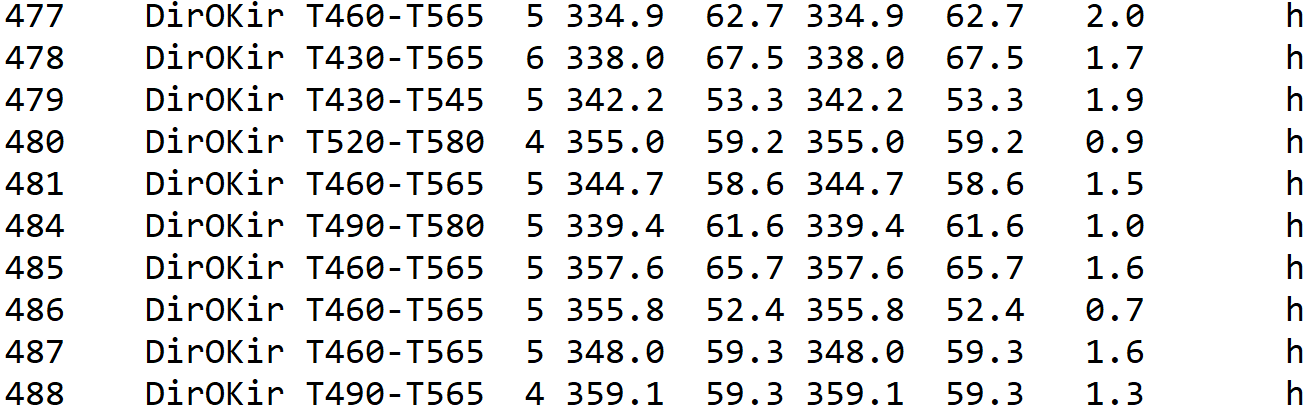 477    DirOKir T460-T565  5 334.9  62.7 334.9  62.7   2.0       h
478    DirOKir T430-T565  6 338.0  67.5 338.0  67.5   1.7       h
479    DirOKir T430-T545  5 342.2  53.3 342.2  53.3   1.9       h
480    DirOKir T520-T580  4 355.0  59.2 355.0  59.2   0.9       h
481    DirOKir T460-T565  5 344.7  58.6 344.7  58.6   1.5       h
484    DirOKir T490-T580  5 339.4  61.6 339.4  61.6   1.0       h
485    DirOKir T460-T565  5 357.6  65.7 357.6  65.7   1.6       h
486    DirOKir T460-T565  5 355.8  52.4 355.8  52.4   0.7       h
487    DirOKir T460-T565  5 348.0  59.3 348.0  59.3   1.6       h
488    DirOKir T490-T565  4 359.1  59.3 359.1  59.3   1.3       h